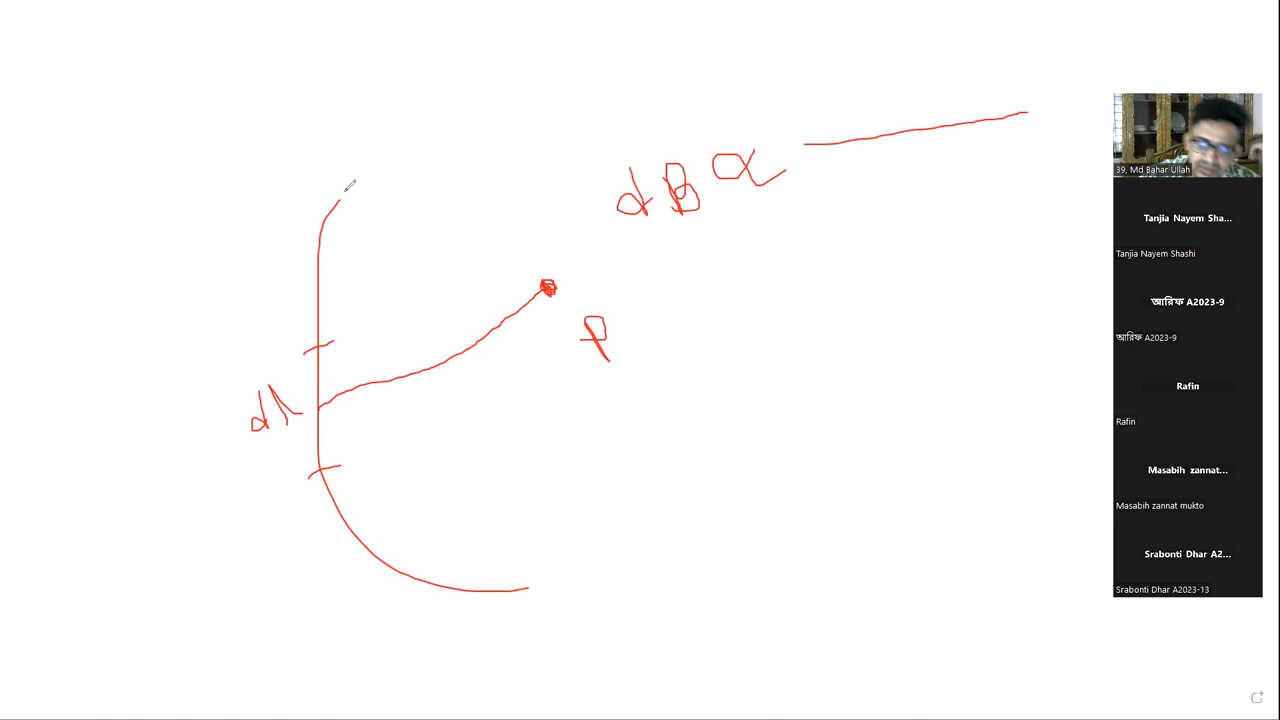 dB ∝
P
dl
39, Md Bahar Ullah
Tanjia Nayem Sha...
Tanjia Nayem Shashi
আরিফ A2023-9
আরিফ A2023-9
Rafin
Rafin
Masabih zannat...
Masabih zannat mukto
Srabonti Dhar A2...
Srabonti Dhar A2023-13